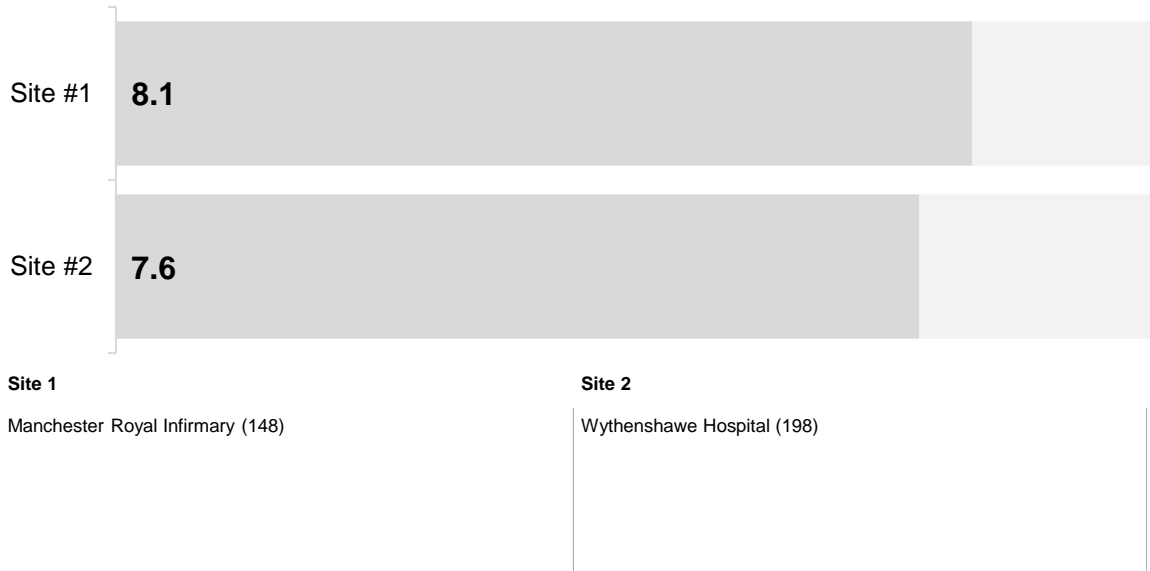 Site #1
8.1
Site #2
7.6
Site 1
Site 2
Manchester Royal Infirmary (148)
Wythenshawe Hospital (198)